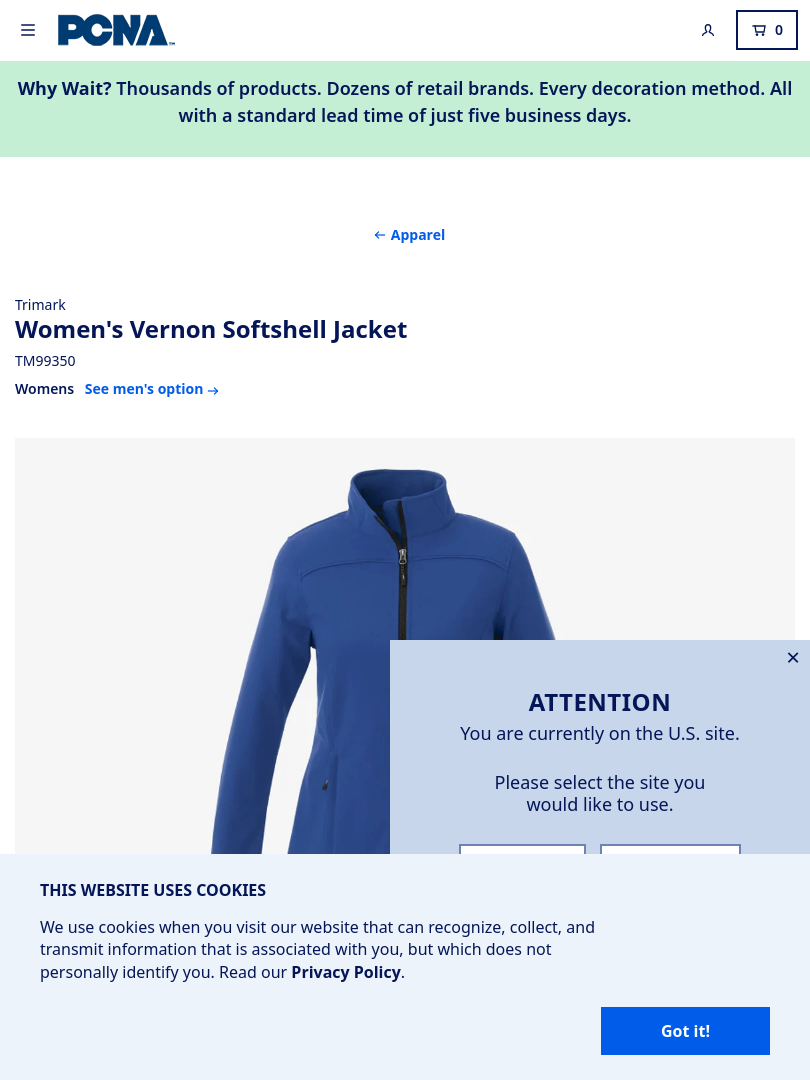 PCNA
0
Why Wait? Thousands of products. Dozens of retail brands. Every decoration method. All
with a standard lead time of just five business days.
← Apparel
Trimark
Women's Vernon Softshell Jacket
TM99350
Womens See men's option →
ATTENTION
You are currently on the U.S. site.
Please select the site you
would like to use.
THIS WEBSITE USES COOKIES
We use cookies when you visit our website that can recognize, collect, and
transmit information that is associated with you, but which does not
personally identify you. Read our Privacy Policy.
Got it!